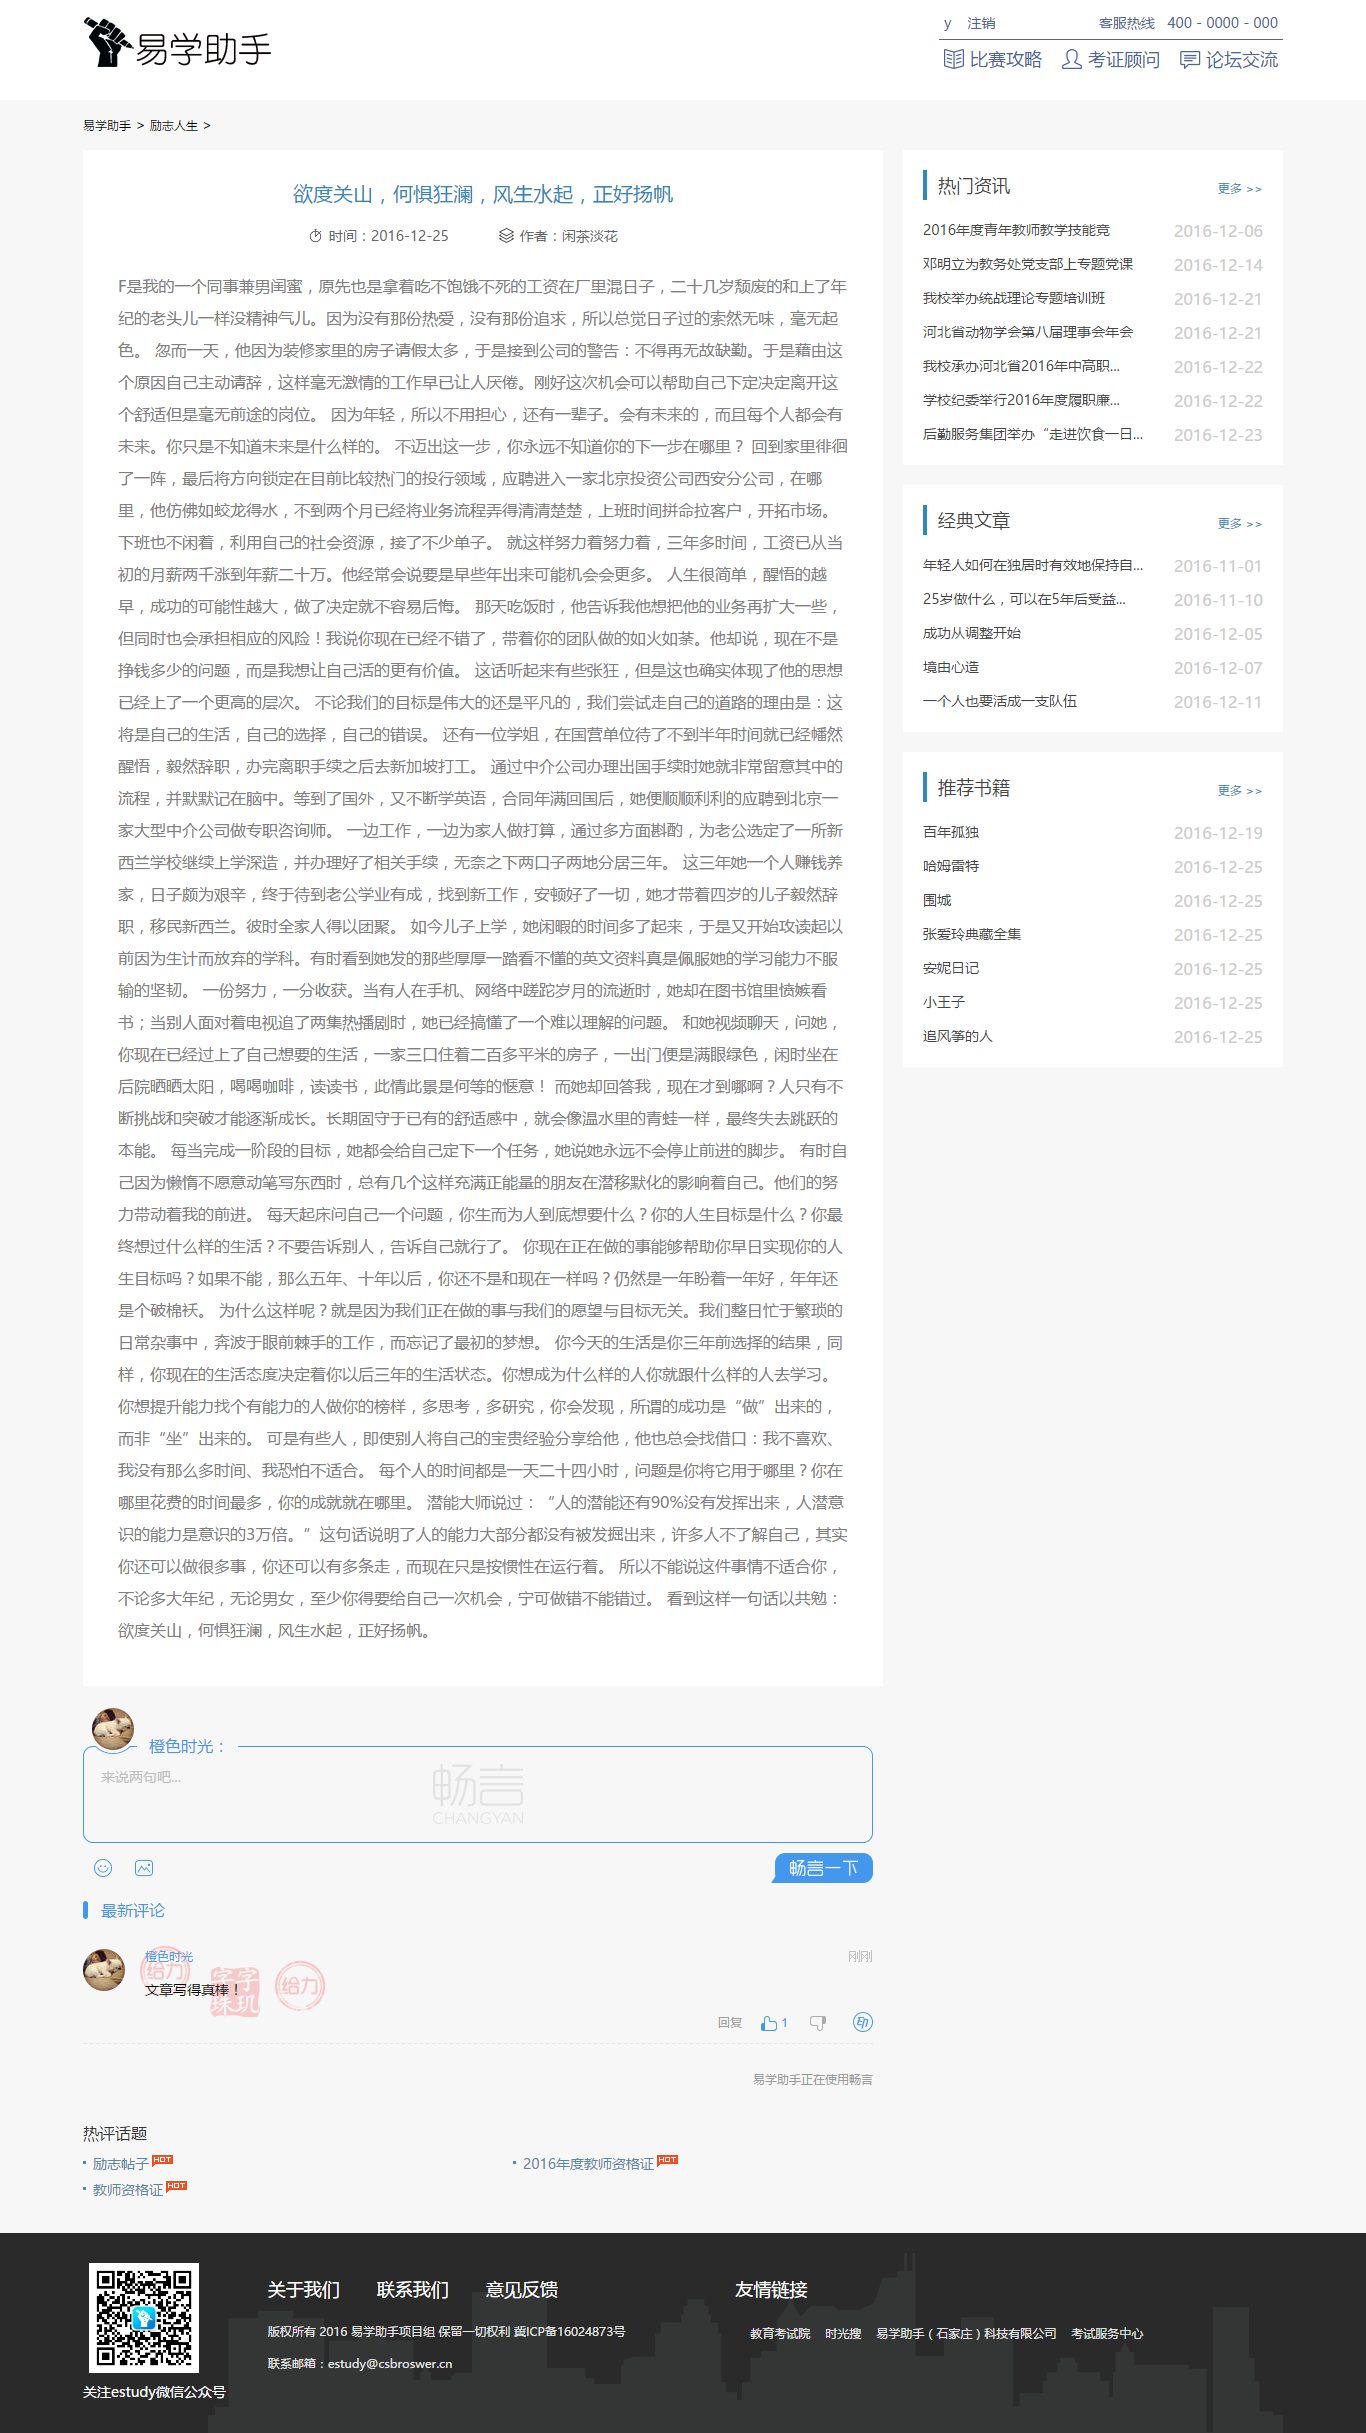 易学助手
y 注销 客服热线 400 - 0000 - 000
比赛攻略 考证顾问 论坛交流
易学助手 > 励志人生 >
欲度关山，何惧狂澜，风生水起，正好扬帆
时间：2016-12-25 作者：闲茶淡花
F是我的一个同事兼男闺蜜，原先也是拿着吃不饱饿不死的工资在厂里混日子，二十几岁颓废的和上了年
纪的老头儿一样没精神气儿。因为没有那份热爱，没有那份追求，所以总觉日子过的索然无味，毫无起
色。 忽而一天，他因为装修家里的房子请假太多，于是接到公司的警告：不得再无故缺勤。于是藉由这
个原因自己主动请辞，这样毫无激情的工作早已让人厌倦。刚好这次机会可以帮助自己下定决定离开这
个舒适但是毫无前途的岗位。 因为年轻，所以不用担心，还有一辈子。会有未来的，而且每个人都会有
未来。你只是不知道未来是什么样的。 不迈出这一步，你永远不知道你的下一步在哪里？ 回到家里徘徊
了一阵，最后将方向锁定在目前比较热门的投行领域，应聘进入一家北京投资公司西安分公司，在哪
里，他仿佛如蛟龙得水，不到两个月已经将业务流程弄得清清楚楚，上班时间拼命拉客户，开拓市场。
下班也不闲着，利用自己的社会资源，接了不少单子。 就这样努力着努力着，三年多时间，工资已从当
初的月薪两千涨到年薪二十万。他经常会说要是早些年出来可能机会会更多。 人生很简单，醒悟的越
早，成功的可能性越大，做了决定就不容易后悔。 那天吃饭时，他告诉我他想把他的业务再扩大一些，
但同时也会承担相应的风险！我说你现在已经不错了，带着你的团队做的如火如荼。他却说，现在不是
挣钱多少的问题，而是我想让自己活的更有价值。 这话听起来有些张狂，但是这也确实体现了他的思想
已经上了一个更高的层次。 不论我们的目标是伟大的还是平凡的，我们尝试走自己的道路的理由是：这
将是自己的生活，自己的选择，自己的错误。 还有一位学姐，在国营单位待了不到半年时间就已经幡然
醒悟，毅然辞职，办完离职手续之后去新加坡打工。 通过中介公司办理出国手续时她就非常留意其中的
流程，并默默记在脑中。等到了国外，又不断学英语，合同年满回国后，她便顺顺利利的应聘到北京一
家大型中介公司做专职咨询师。 一边工作，一边为家人做打算，通过多方面斟酌，为老公选定了一所新
西兰学校继续上学深造，并办理好了相关手续，无奈之下两口子两地分居三年。 这三年她一个人赚钱养
家，日子颇为艰辛，终于待到老公学业有成，找到新工作，安顿好了一切，她才带着四岁的儿子毅然辞
职，移民新西兰。彼时全家人得以团聚。 如今儿子上学，她闲暇的时间多了起来，于是又开始攻读起以
前因为生计而放弃的学科。有时看到她发的那些厚厚一踏看不懂的英文资料真是佩服她的学习能力不服
输的坚韧。 一份努力，一分收获。当有人在手机、网络中蹉跎岁月的流逝时，她却在图书馆里愤嫉看
书；当别人面对着电视追了两集热播剧时，她已经搞懂了一个难以理解的问题。 和她视频聊天，问她，
你现在已经过上了自己想要的生活，一家三口住着二百多平米的房子，一出门便是满眼绿色，闲时坐在
后院晒晒太阳，喝喝咖啡，读读书，此情此景是何等的惬意！ 而她却回答我，现在才到哪啊？人只有不
断挑战和突破才能逐渐成长。长期固守于已有的舒适感中，就会像温水里的青蛙一样，最终失去跳跃的
本能。 每当完成一阶段的目标，她都会给自己定下一个任务，她说她永远不会停止前进的脚步。 有时自
己因为懒惰不愿意动笔写东西时，总有几个这样充满正能量的朋友在潜移默化的影响着自己。他们的努
力带动着我的前进。 每天起床问自己一个问题，你生而为人到底想要什么？你的人生目标是什么？你最
终想过什么样的生活？不要告诉别人，告诉自己就行了。 你现在正在做的事能够帮助你早日实现你的人
生目标吗？如果不能，那么五年、十年以后，你还不是和现在一样吗？仍然是一年盼着一年好，年年还
是个破棉袄。 为什么这样呢？就是因为我们正在做的事与我们的愿望与目标无关。我们整日忙于繁琐的
日常杂事中，奔波于眼前棘手的工作，而忘记了最初的梦想。 你今天的生活是你三年前选择的结果，同
样，你现在的生活态度决定着你以后三年的生活状态。你想成为什么样的人你就跟什么样的人去学习。
你想提升能力找个有能力的人做你的榜样，多思考，多研究，你会发现，所谓的成功是“做”出来的，
而非“坐”出来的。 可是有些人，即使别人将自己的宝贵经验分享给他，他也总会找借口：我不喜欢、
我没有那么多时间、我恐怕不适合。 每个人的时间都是一天二十四小时，问题是你将它用于哪里？你在
哪里花费的时间最多，你的成就就在哪里。 潜能大师说过：“人的潜能还有90%没有发挥出来，人潜意
识的能力是意识的3万倍。”这句话说明了人的能力大部分都没有被发掘出来，许多人不了解自己，其实
你还可以做很多事，你还可以有多条走，而现在只是按惯性在运行着。 所以不能说这件事情不适合你，
不论多大年纪，无论男女，至少你得要给自己一次机会，宁可做错不能错过。 看到这样一句话以共勉：
欲度关山，何惧狂澜，风生水起，正好扬帆。
热门资讯 更多 >>
2016年度青年教师教学技能竞 2016-12-06
邓明立为教务处党支部上专题党课 2016-12-14
我校举办统战理论专题培训班 2016-12-21
河北省动物学会第八届理事会年会 2016-12-21
我校承办河北省2016年中高职... 2016-12-22
学校纪委举行2016年度履职廉... 2016-12-22
后勤服务集团举办“走进饮食一日... 2016-12-23
经典文章 更多 >>
年轻人如何在独居时有效地保持自... 2016-11-01
25岁做什么，可以在5年后受益... 2016-11-10
成功从调整开始 2016-12-05
境由心造 2016-12-07
一个人也要活成一支队伍 2016-12-11
推荐书籍 更多 >>
百年孤独 2016-12-19
哈姆雷特 2016-12-25
围城 2016-12-25
张爱玲典藏全集 2016-12-25
安妮日记 2016-12-25
小王子 2016-12-25
追风筝的人 2016-12-25
橙色时光：
来说两句吧...
畅言
CHANGYAN
畅言一下
最新评论
橙色时光 刚刚
文章写得真棒！
给力 字字珠玑 给力
回复 1 印
易学助手正在使用畅言
热评话题
励志帖子 HOT 2016年度教师资格证 HOT
教师资格证 HOT
关于我们 联系我们 意见反馈 友情链接
版权所有 2016 易学助手项目组 保留一切权利 冀ICP备16024873号
教育考试院 时光搜 易学助手（石家庄）科技有限公司 考试服务中心
联系邮箱：estudy@csbroswer.cn
关注estudy微信公众号